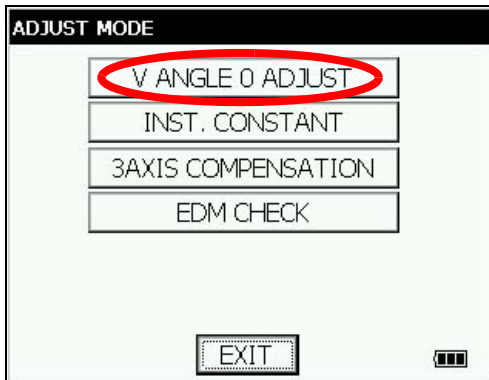 ADJUST MODE
V ANGLE 0 ADJUST
INST. CONSTANT
3AXIS COMPENSATION
EDM CHECK
EXIT